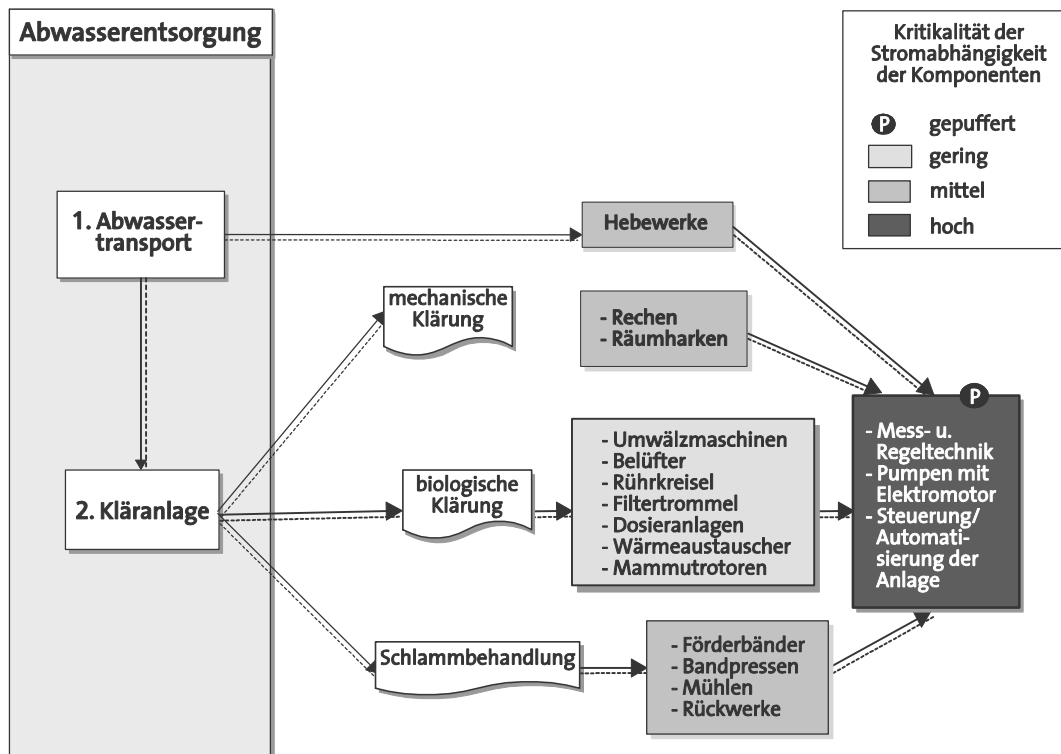 Abwasserentsorgung
Kritikalität der
Stromabhängigkeit
der Komponenten
P gepuffert
gering
mittel
hoch
1. Abwasser-
transport
Hebewerke
mechanische
Klärung
- Rechen
- Räumharken
P
- Mess- u.
Regeltechnik
- Pumpen mit
Elektromotor
- Steuerung/
Automati-
sierung der
Anlage
2. Kläranlage
biologische
Klärung
- Umwälzmaschinen
- Belüfter
- Rührkreisel
- Filtertrommel
- Dosieranlagen
- Wärmeaustauscher
- Mammutrotoren
Schlammbehandlung
- Förderbänder
- Bandpressen
- Mühlen
- Rückwerke